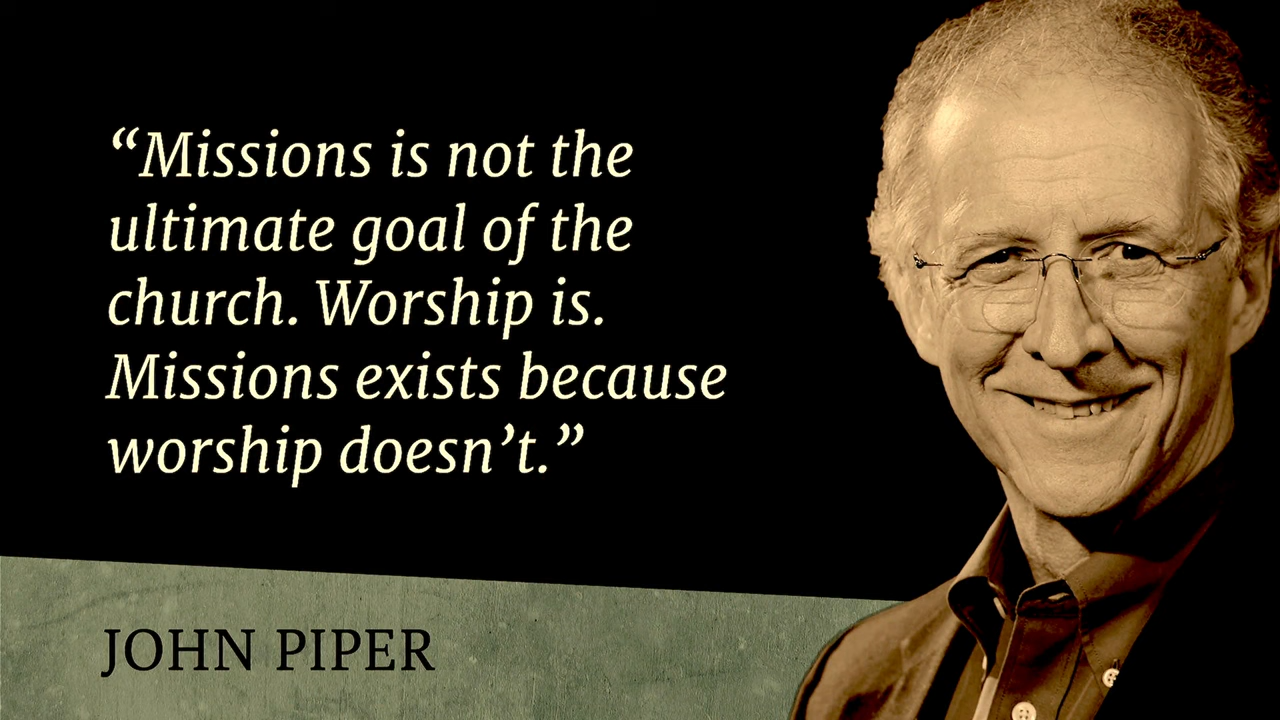 “Missions is not the
ultimate goal of the
church. Worship is.
Missions exists because
worship doesn’t.”
JOHN PIPER